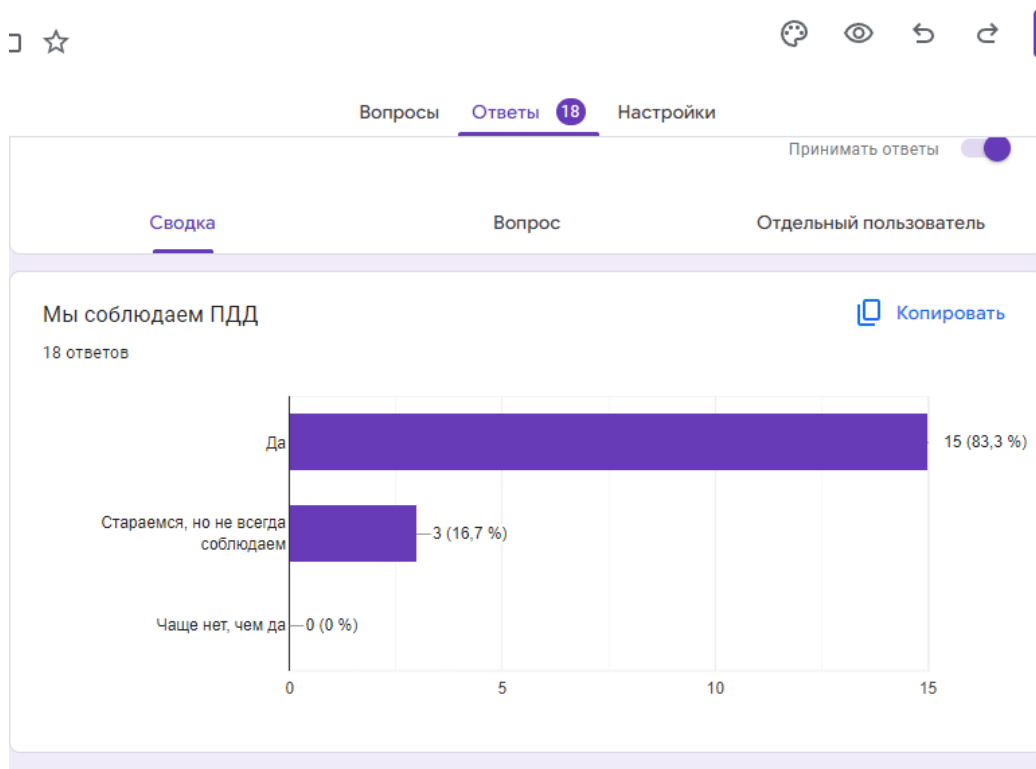 Вопросы Ответы 18 Настройки
Принимать ответы
Сводка Вопрос Отдельный пользователь
Мы соблюдаем ПДД
Копировать
18 ответов
Да
15 (83,3 %)
Стараемся, но не всегда
соблюдаем
3 (16,7 %)
Чаще нет, чем да
0 (0 %)
0 5 10 15